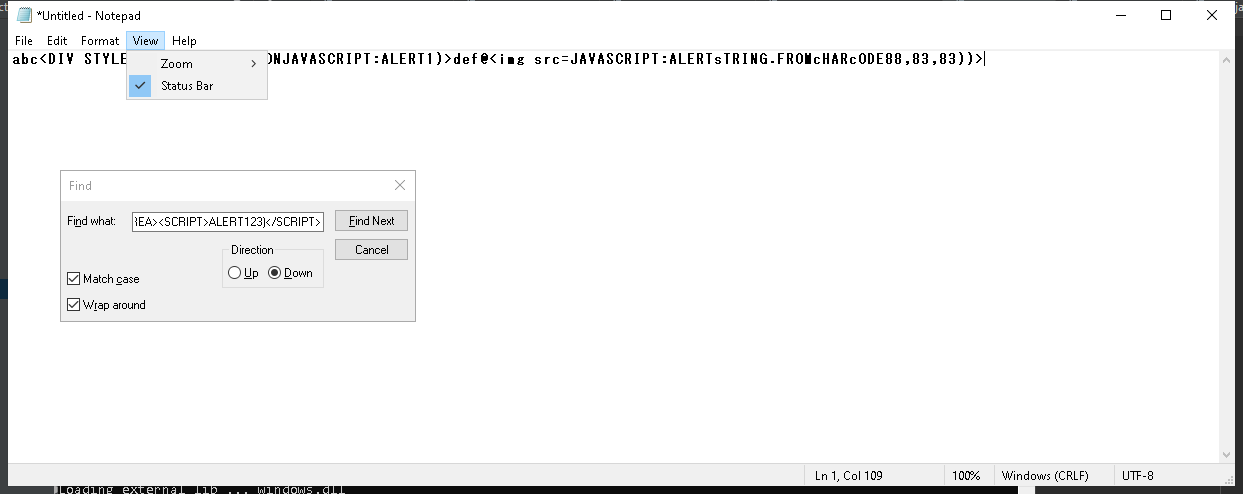 *Untitled - Notepad
File Edit Format View Help
abc<DIV STYLE ONJAVASCRIPT:ALERT1)>def@<img src=JAVASCRIPT:ALERTsTRING.FROMcHARcODE88,83,83))>
Zoom
Status Bar
Find
Find what: EA><SCRIPT>ALERT123)</SCRIPT> Find Next
Direction Cancel
Up Down
Match case
Wrap around
Ln 1, Col 109 100% Windows (CRLF) UTF-8
Loading external lib ... windows.dll